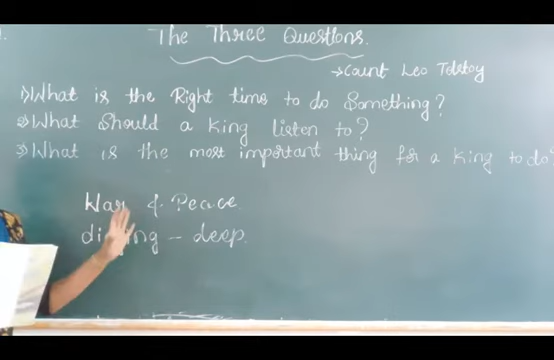 The Three Questions.
→Count Leo Tolstoy
1) What is the Right time to do Something?
2) What Should a King listen to?
3) What is the most important thing for a King to do?
War & Peace
digging - deep.